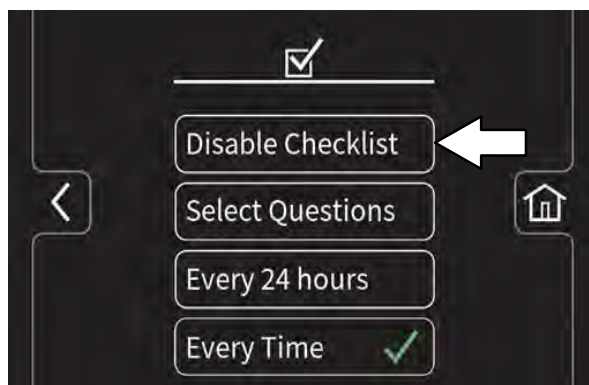 Disable Checklist
Select Questions
Every 24 hours
Every Time